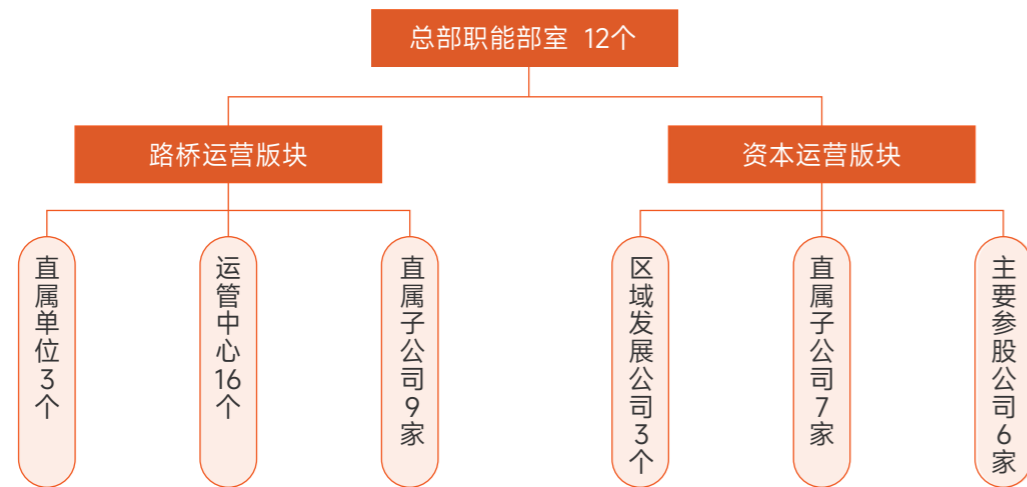 总部职能部室 12个
路桥运营版块
资本运营版块
直属单位3个
运管中心16个
直属子公司9家
区域发展公司3个
直属子公司7家
主要参股公司6家